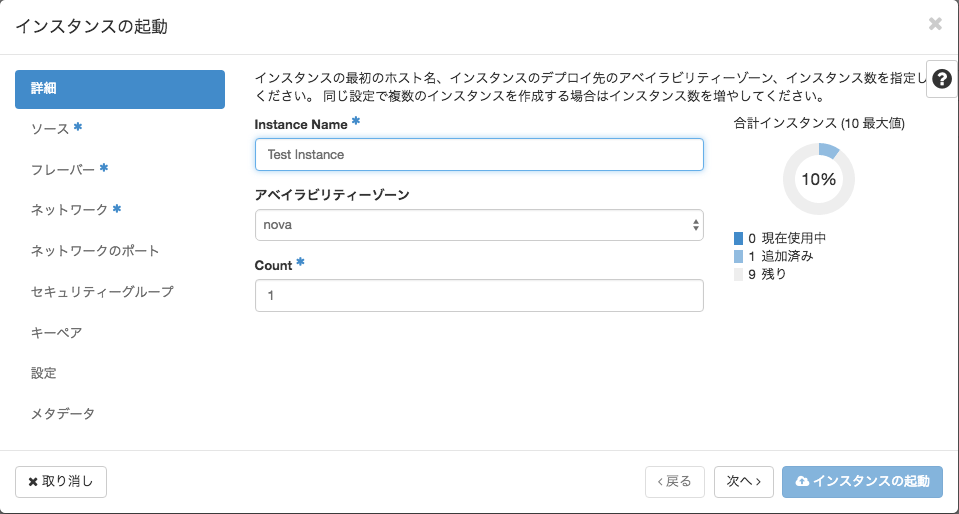 インスタンスの起動
×
詳細
ソース *
フレーバー *
ネットワーク *
ネットワークのポート
セキュリティーグループ
キーペア
設定
メタデータ
インスタンスの最初のホスト名、インスタンスのデプロイ先のアベイラビリティーゾーン、インスタンス数を指定し
ください。 同じ設定で複数のインスタンスを作成する場合はインスタンス数を増やしてください。
?
Instance Name *
Test Instance
アベイラビリティーゾーン
nova
Count *
1
合計インスタンス (10 最大値)
10%
0 現在使用中
1 追加済み
9 残り
× 取り消し
‹ 戻る
次へ ›
インスタンスの起動